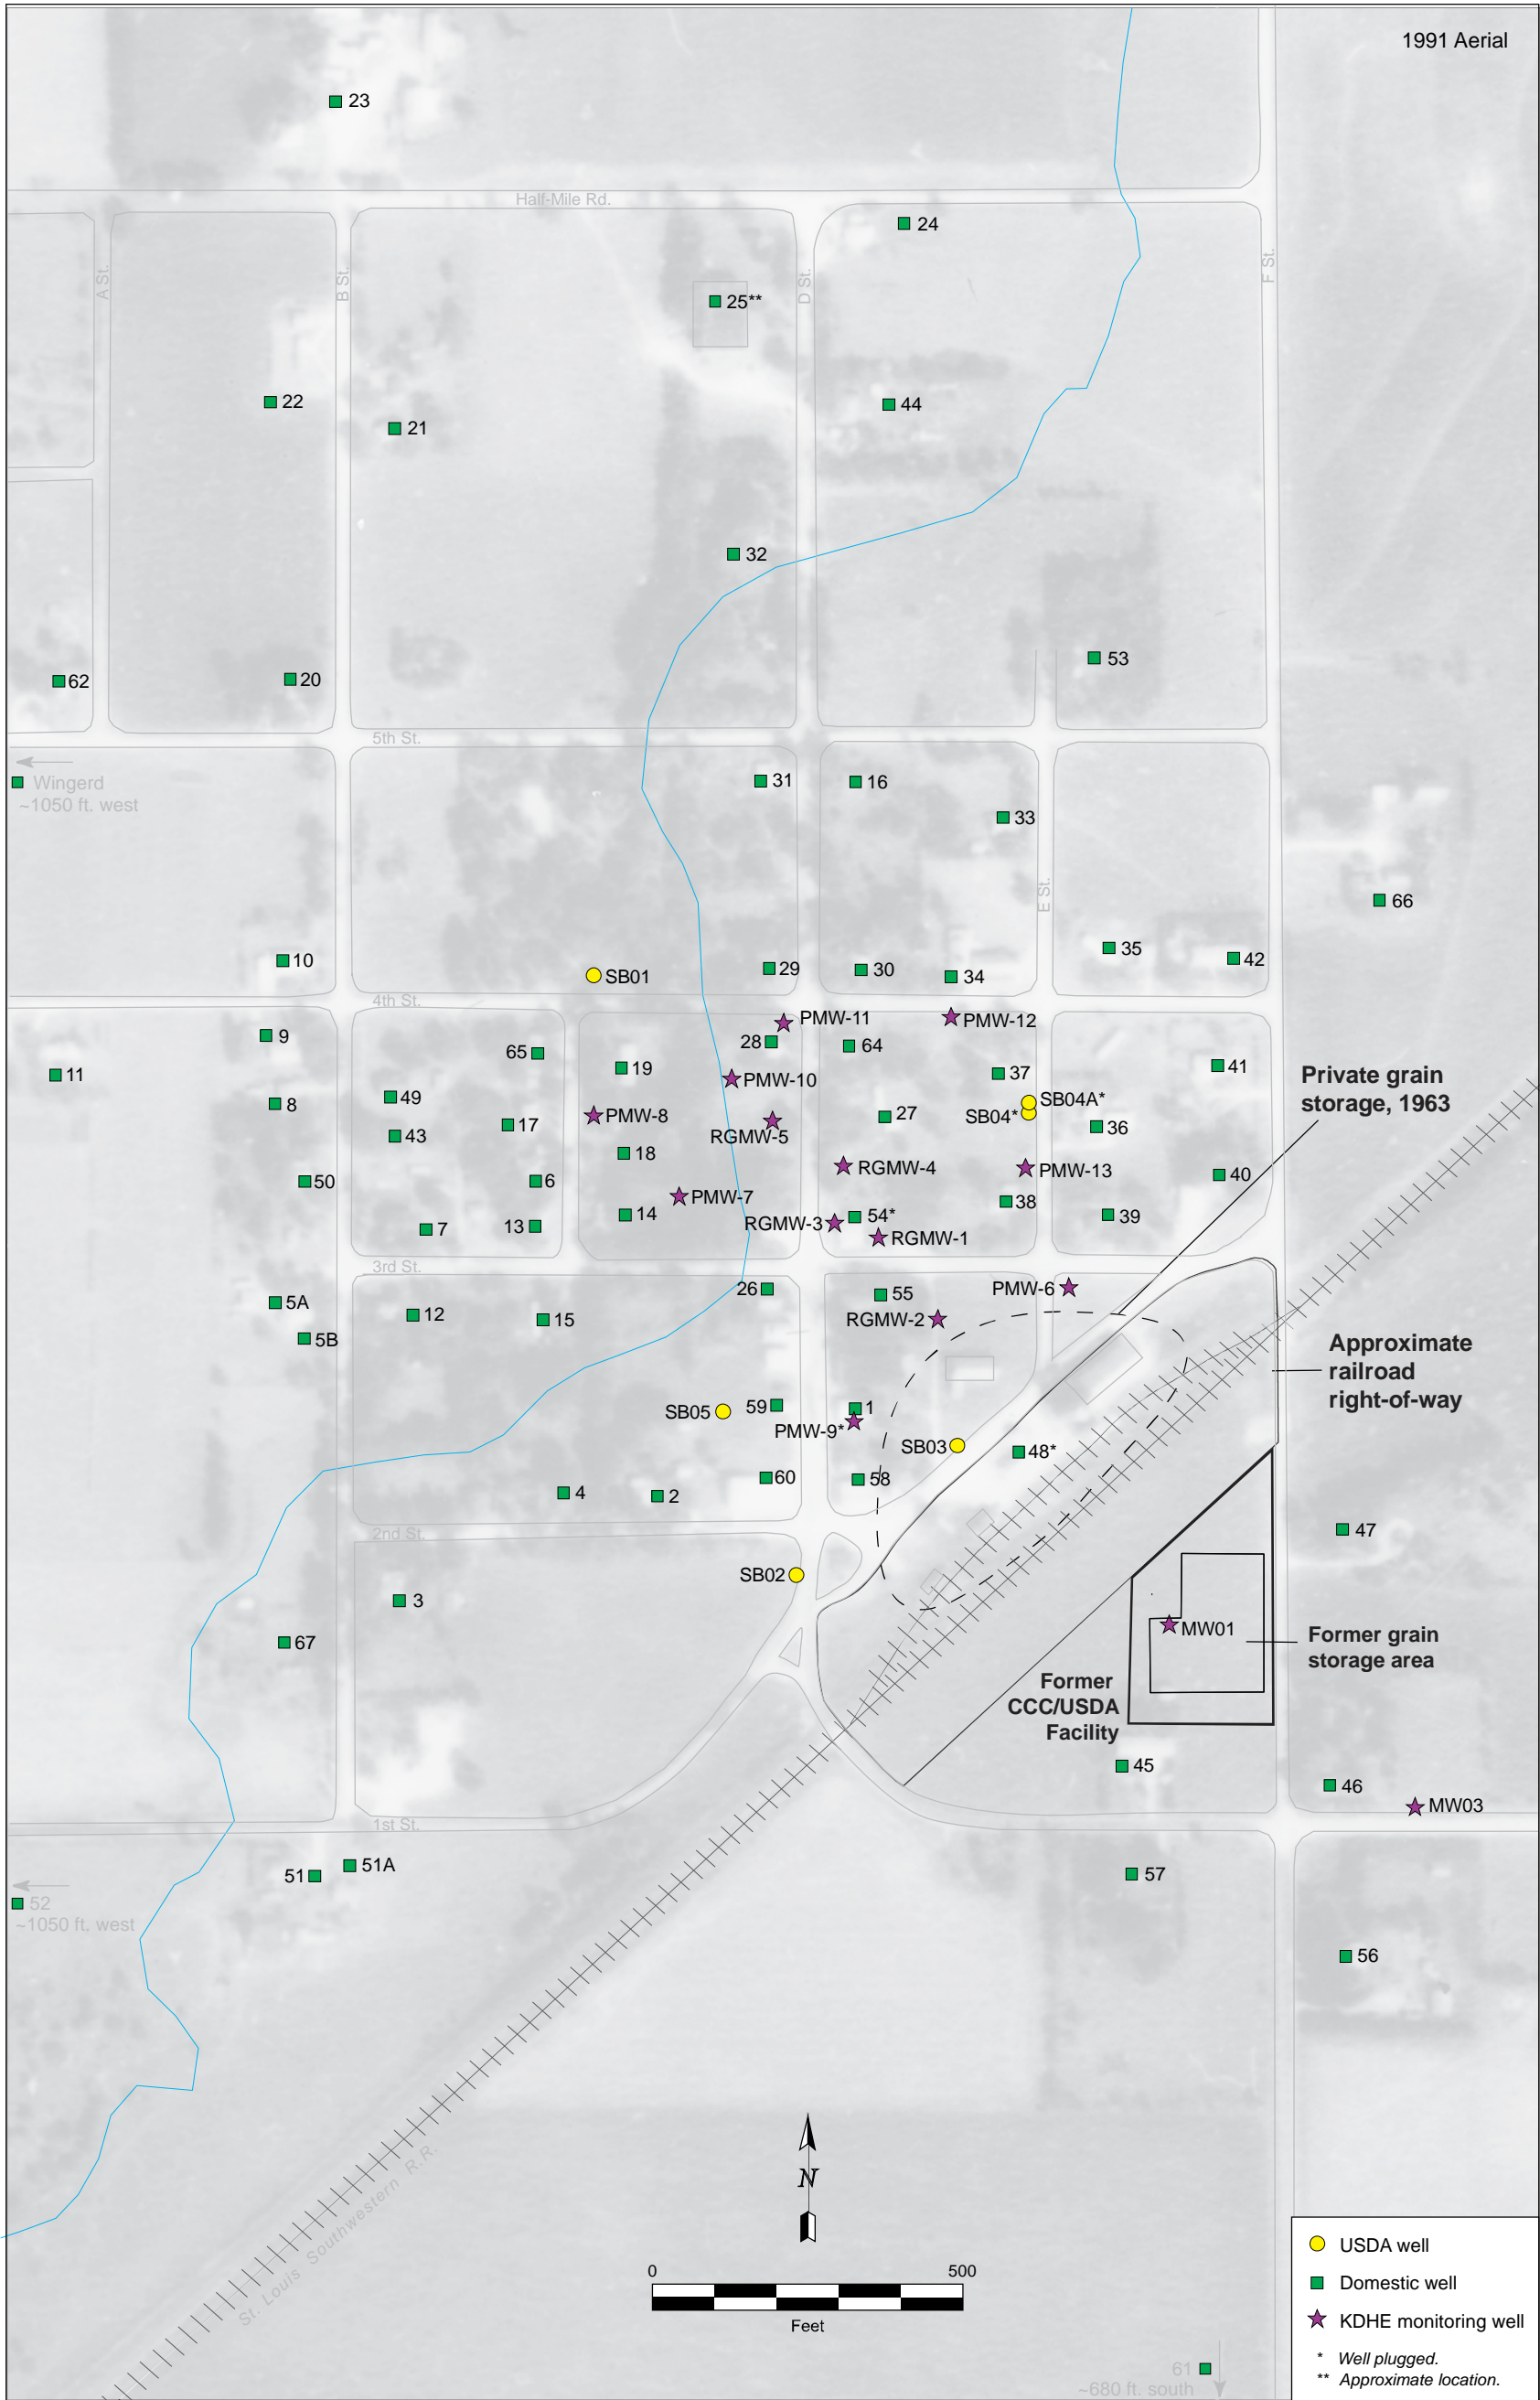 1991 Aerial
23
Half-Mile Rd.
24
A St.
B St.
D St.
F St.
25**
22
21
44
32
53
62
20
5th St.
Wingerd
~1050 ft. west
31
16
33
E St.
66
10
SB01
29
30
34
35
42
4th St.
9
PMW-11
PMW-12
28
64
65
11
19
PMW-10
37
41
Private grain
storage, 1963
8
49
17
PMW-8
RGMW-5
27
SB04A*
SB04*
36
43
18
RGMW-4
PMW-13
50
6
PMW-7
40
7
13
14
RGMW-3
54*
RGMW-1
38
39
3rd St.
5A
12
15
26
55
PMW-6
RGMW-2
5B
Approximate
railroad
right-of-way
SB05
59
1
PMW-9*
SB03
48*
4
2
60
58
47
2nd St.
SB02
3
67
MW01
Former grain
storage area
Former
CCC/USDA
Facility
45
46
MW03
1st St.
51
51A
57
52
~1050 ft. west
56
St. Louis Southwestern R.R.
N
0 500
Feet
USDA well
Domestic well
KDHE monitoring well
* Well plugged.
** Approximate location.
61
~680 ft. south